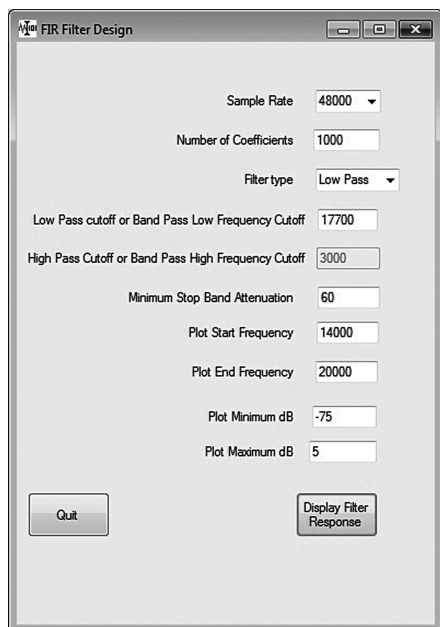 FIR Filter Design
Sample Rate 48000
Number of Coefficients 1000
Filter type Low Pass
Low Pass cutoff or Band Pass Low Frequency Cutoff 17700
High Pass Cutoff or Band Pass High Frequency Cutoff 3000
Minimum Stop Band Attenuation 60
Plot Start Frequency 14000
Plot End Frequency 20000
Plot Minimum dB -75
Plot Maximum dB 5
Quit
Display Filter
Response